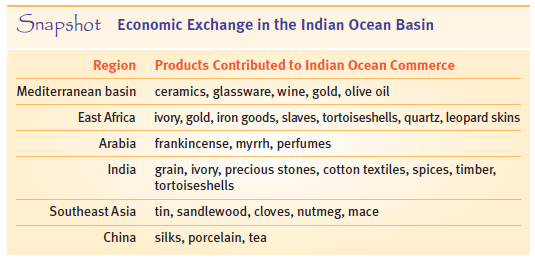 Snapshot Economic Exchange in the Indian Ocean Basin
Region Products Contributed to Indian Ocean Commerce
Mediterranean basin ceramics, glassware, wine, gold, olive oil
East Africa ivory, gold, iron goods, slaves, tortoiseshells, quartz, leopard skins
Arabia frankincense, myrrh, perfumes
India grain, ivory, precious stones, cotton textiles, spices, timber,
tortoiseshells
Southeast Asia tin, sandlewood, cloves, nutmeg, mace
China silks, porcelain, tea